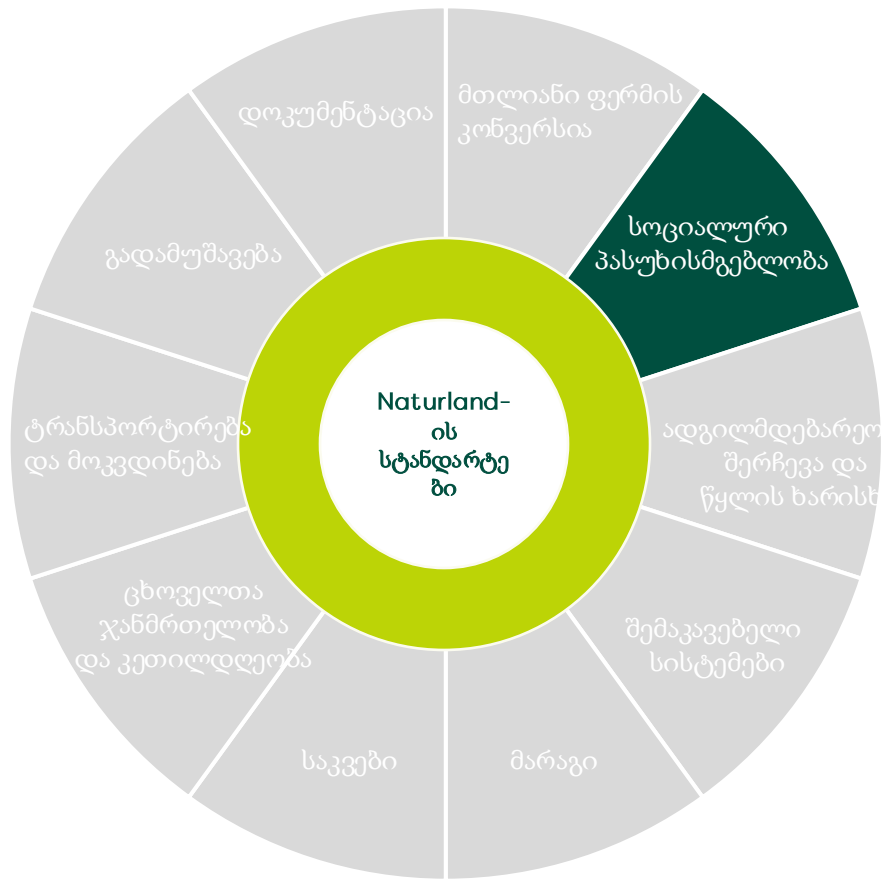 მთლიანი ფერმის
კონვერსია
სოციალური
პასუხისმგებლობა
ადგილმდებარეო
შერჩევა და
წყლის ხარისხ
შემაკავებელი
სისტემები
მარაგი
საკვები
ცხოველთა
ჯანმრთელობა
და კეთილდღეობა
ტრანსპორტირება
და მოკვდინება
გადამუშავება
დოკუმენტაცია
Naturland-
ის
სტანდარტე
ბი